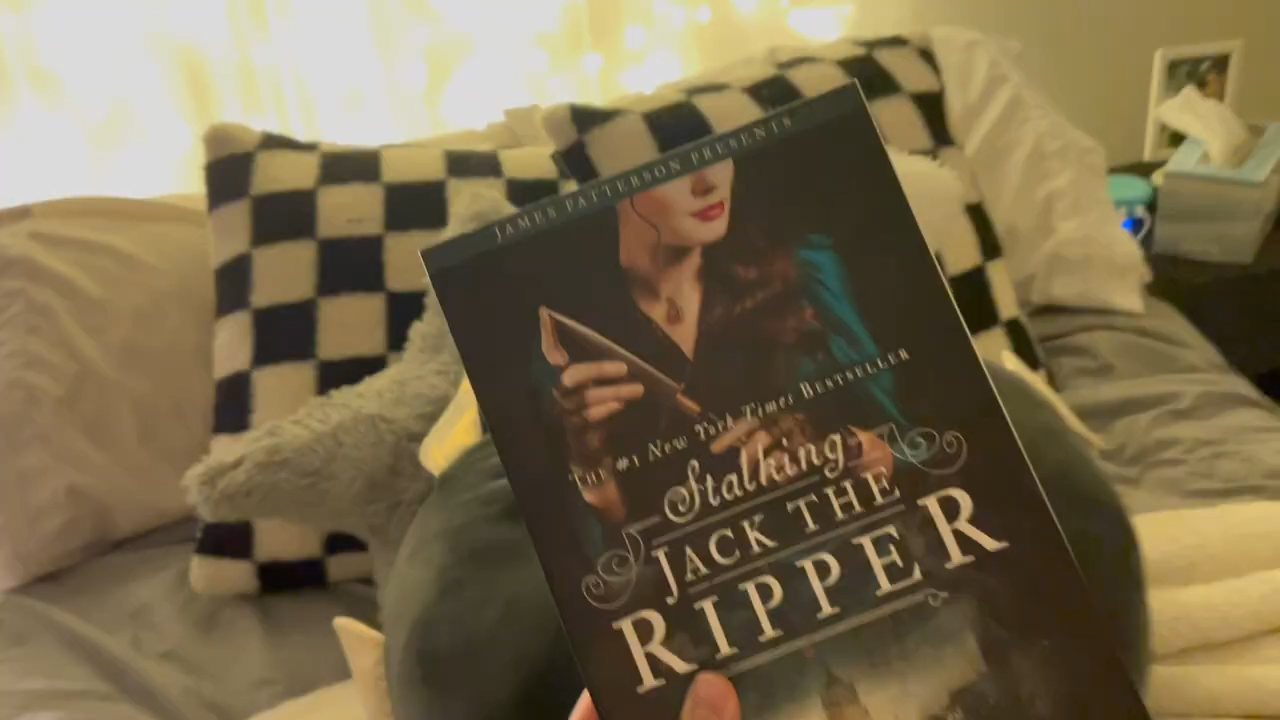 JAMES PATTERSON PRESENTS
THE #1 New York Times BESTSELLER
Stalking
JACK THE
RIPPER